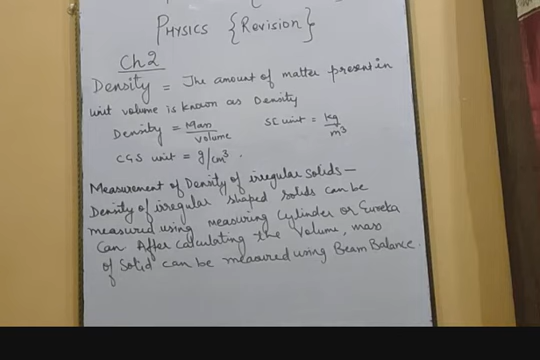 PHYSICS {Revision}
Ch2
Density = The amount of matter present in
unit volume is known as Density
Density = Mass / Volume SI unit = kg / m³
CGS unit = g/cm³.
Measurement of Density of irregular solids —
Density of irregular shaped solids can be
measured using measuring cylinder or Eureka
Can After calculating the Volume, mass
of Solid can be measured using Beam Balance.